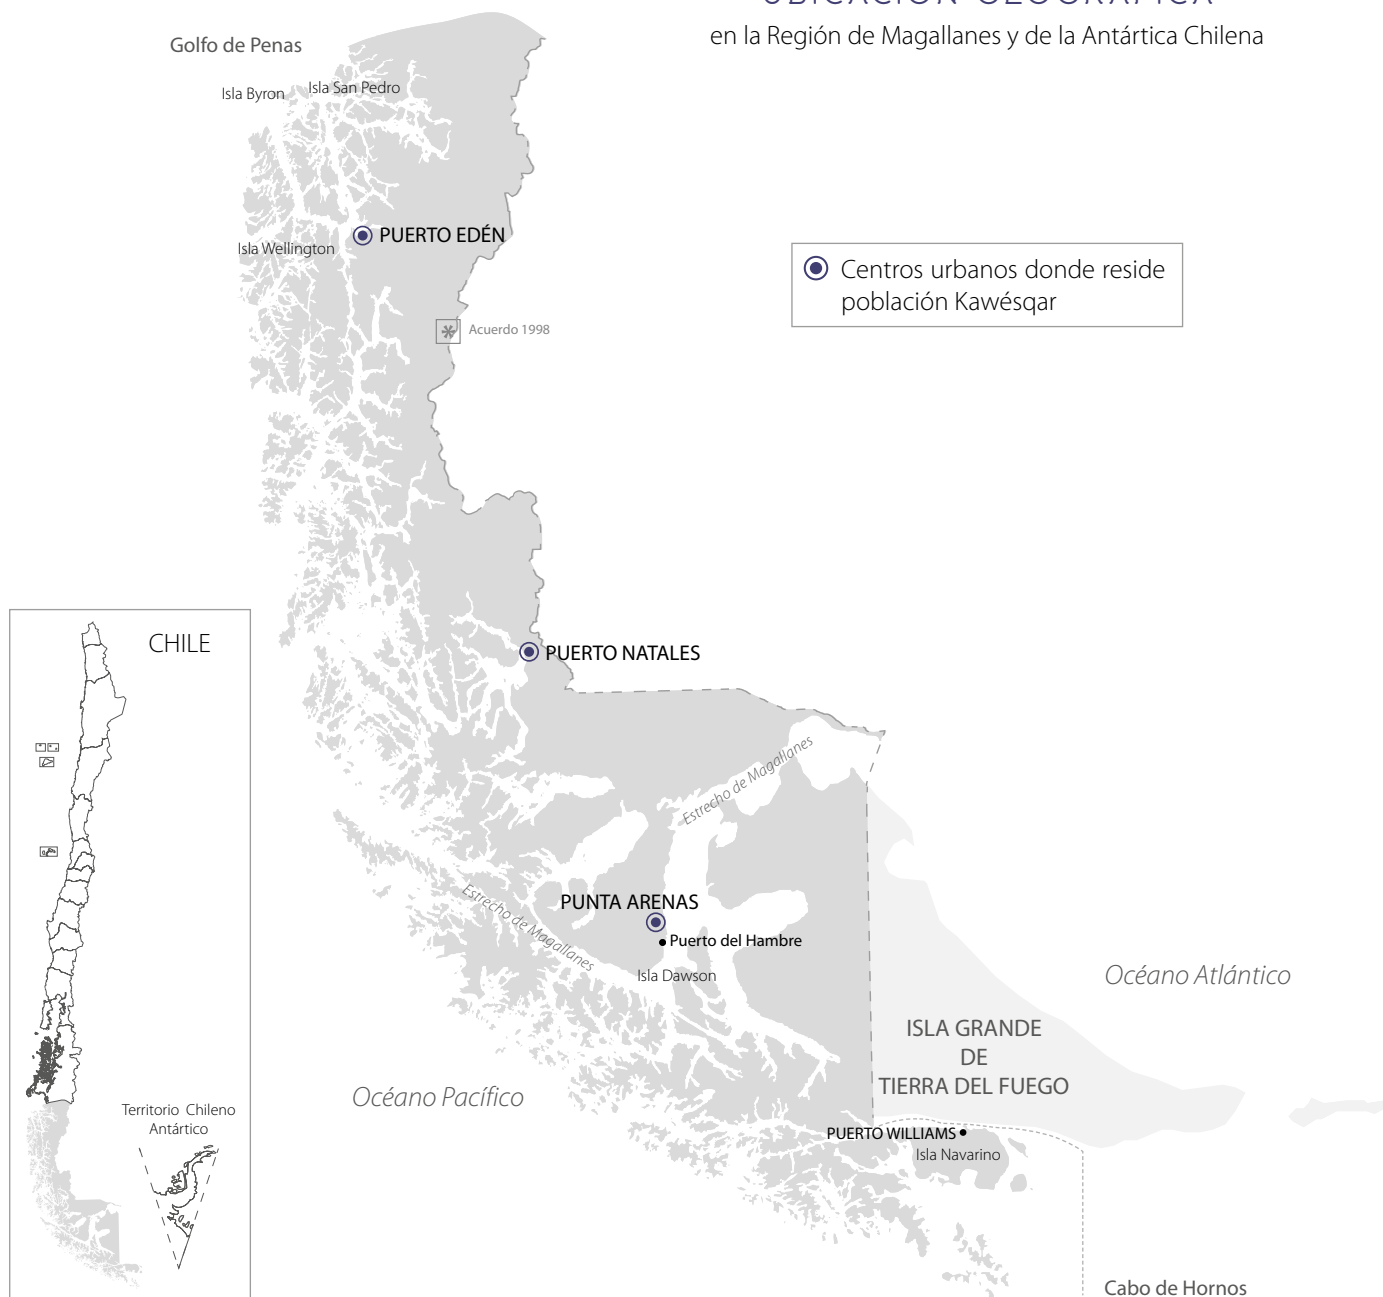 UBICACIÓN GEOGRÁFICA
en la Región de Magallanes y de la Antártica Chilena
Golfo de Penas
Isla Byron
Isla San Pedro
PUERTO EDÉN
Isla Wellington
Centros urbanos donde reside
población Kawésqar
* Acuerdo 1998
CHILE
PUERTO NATALES
Estrecho de Magallanes
PUNTA ARENAS
Estrecho de Magallanes
Puerto del Hambre
Isla Dawson
Océano Atlántico
ISLA GRANDE
DE
TIERRA DEL FUEGO
Océano Pacífico
Territorio Chileno
Antártico
PUERTO WILLIAMS
Isla Navarino
Cabo de Hornos